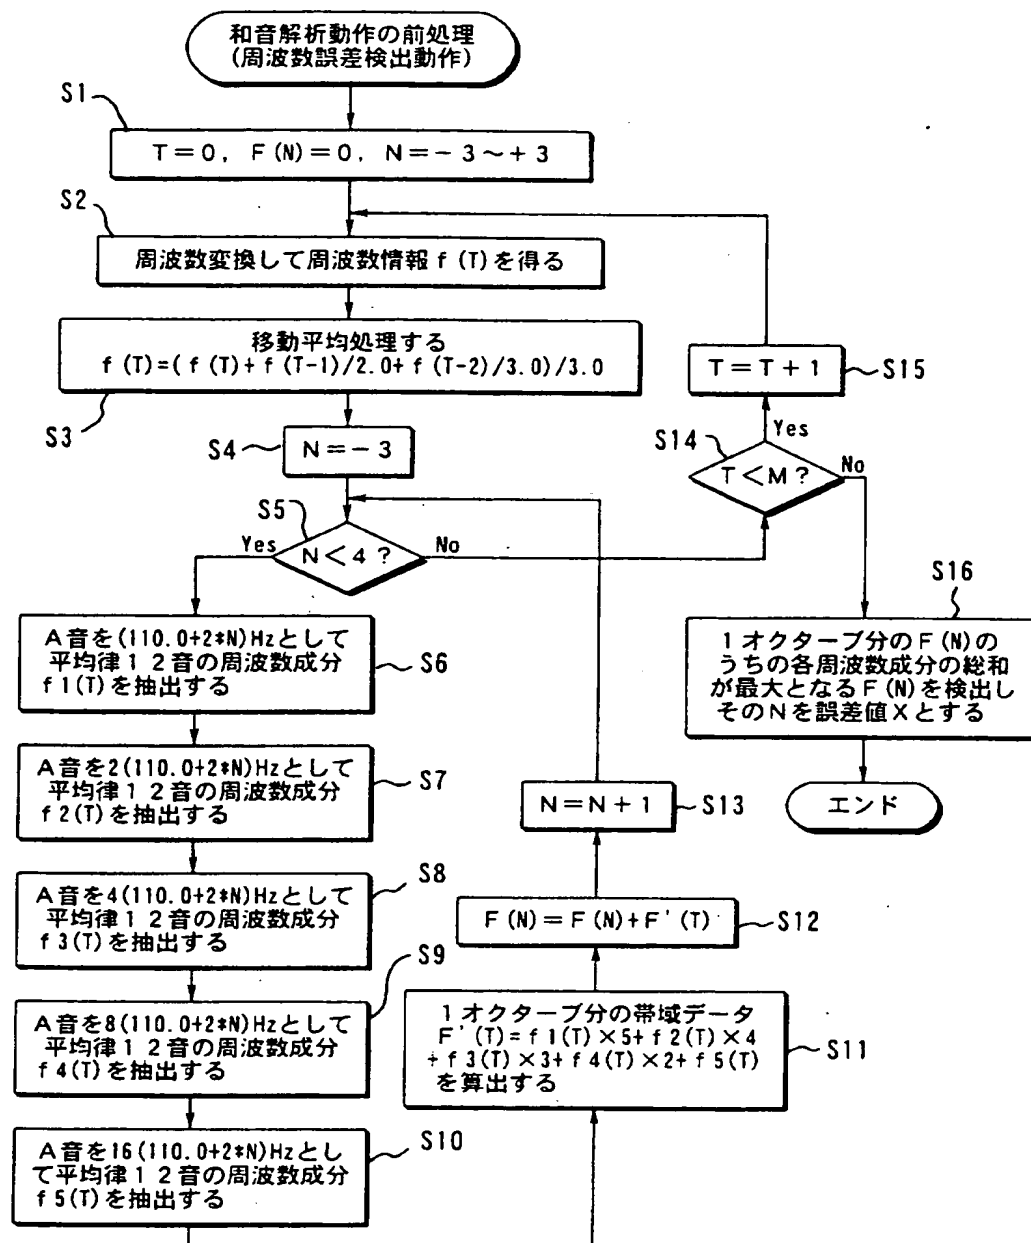 和音解析動作の前処理
(周波数誤差検出動作)
S1
T=0, F(N)=0, N=-3~+3
S2
周波数変換して周波数情報f(T)を得る
移動平均処理する
f(T)=(f(T)+f(T-1)/2.0+f(T-2)/3.0)/3.0
S3
S4
N=-3
S5
N<4?
Yes
No
A音を(110.0+2*N)Hzとして
平均律12音の周波数成分
f1(T)を抽出する
S6
A音を2(110.0+2*N)Hzとして
平均律12音の周波数成分
f2(T)を抽出する
S7
A音を4(110.0+2*N)Hzとして
平均律12音の周波数成分
f3(T)を抽出する
S8
A音を8(110.0+2*N)Hzとして
平均律12音の周波数成分
f4(T)を抽出する
S9
A音を16(110.0+2*N)Hzとし
て平均律12音の周波数成分
f5(T)を抽出する
S10
1オクターブ分の帯域データ
F'(T)=f1(T)×5+f2(T)×4
+f3(T)×3+f4(T)×2+f5(T)
を算出する
S11
F(N)=F(N)+F'(T)
S12
N=N+1
S13
S14
T<M?
Yes
No
T=T+1
S15
S16
1オクターブ分のF(N)の
うちの各周波数成分の総和
が最大となるF(N)を検出し
そのNを誤差値Xとする
エンド